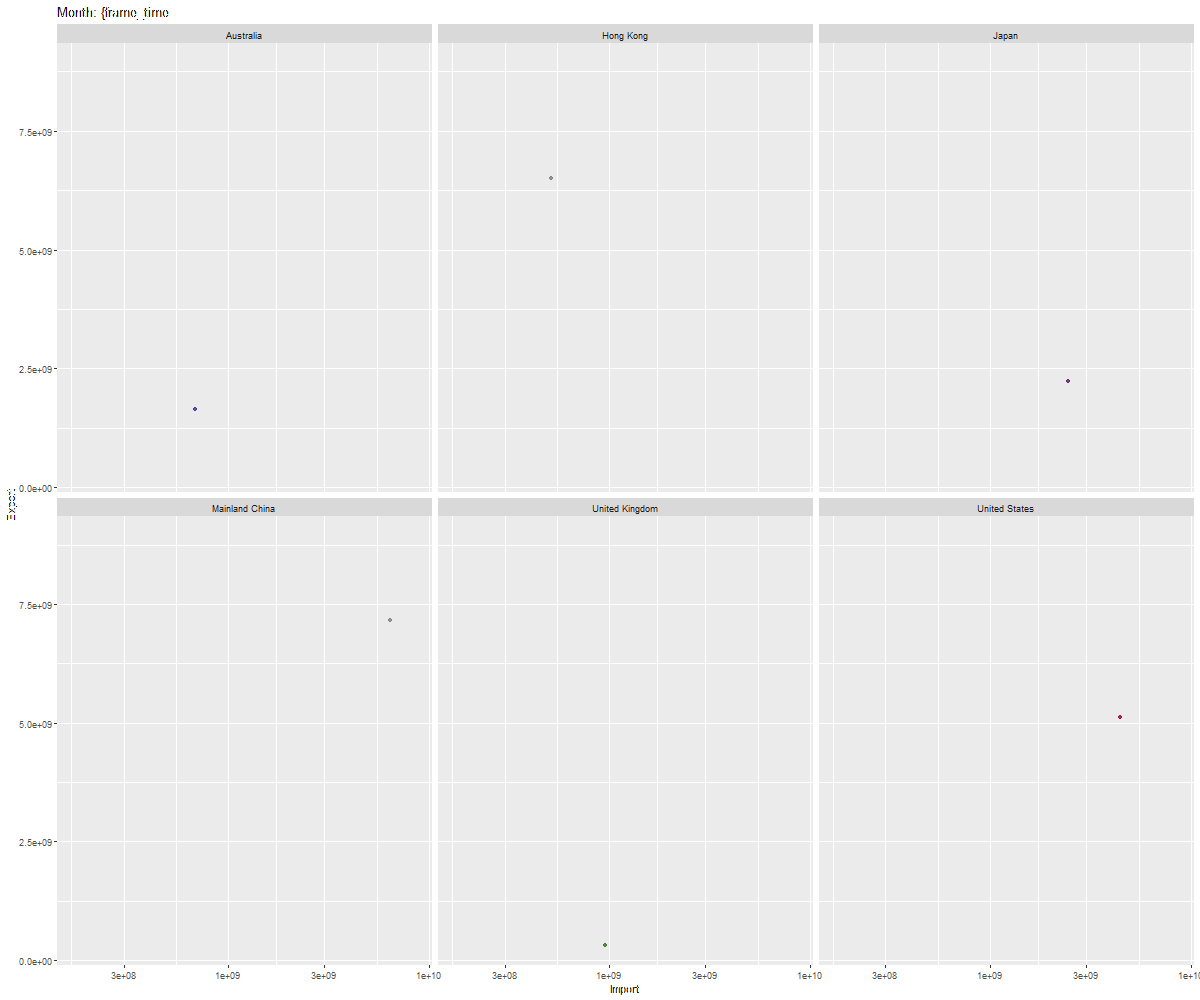 Month: {frame_time
Australia Hong Kong Japan
7.5e+09
5.0e+09
2.5e+09
0.0e+00
Export
Mainland China United Kingdom United States
7.5e+09
5.0e+09
2.5e+09
0.0e+00
3e+08 1e+09 3e+09 1e+10 3e+08 1e+09 3e+09 1e+10 3e+08 1e+09 3e+09 1e+10
Import